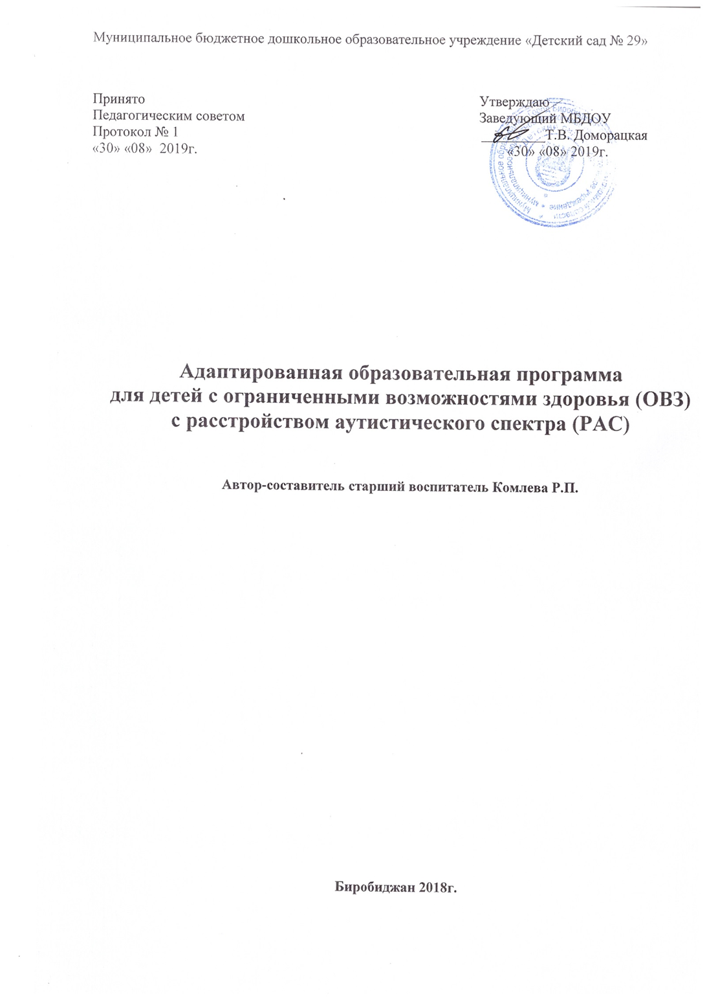 Муниципальное бюджетное дошкольное образовательное учреждение «Детский сад № 29»
Принято
Педагогическим советом
Протокол № 1
«30» «08» 2019г.
Утверждаю
Заведующий МБДОУ
Т.В. Доморацкая
«30» «08» 2019г.
Адаптированная образовательная программа
для детей с ограниченными возможностями здоровья (ОВЗ)
с расстройством аутистического спектра (РАС)
Автор-составитель старший воспитатель Комлева Р.П.
Биробиджан 2018г.